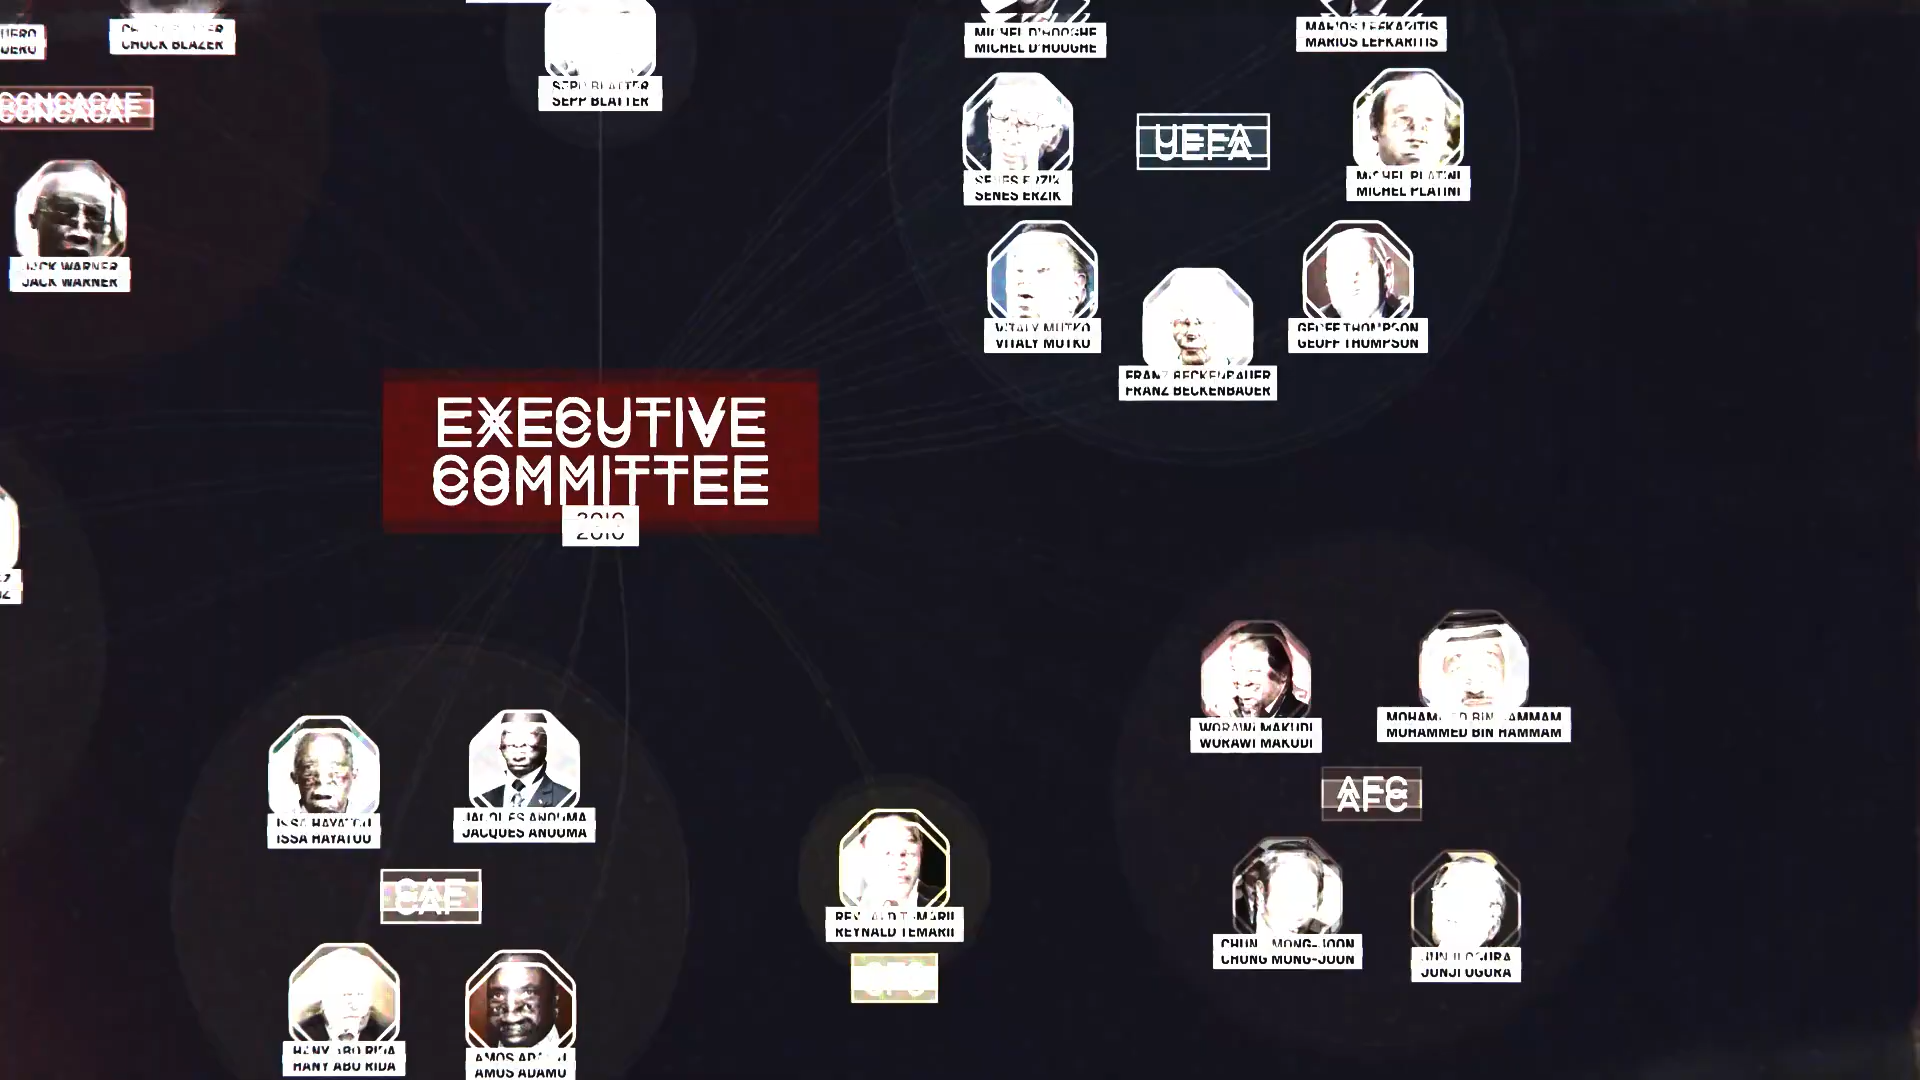 CHUCK BLAZER
SEPP BLATTER
MICHEL D'HOOGHE
MARIOS LEFKARITIS
CONCACAF
UEFA
SENES ERZIK
MICHEL PLATINI
JACK WARNER
VITALY MUTKO
GEOFF THOMPSON
FRANZ BECKENBAUER
EXECUTIVE
COMMITTEE
2010
WORAWI MAKUDI
MOHAMMED BIN HAMMAM
AFC
ISSA HAYATOU
JACQUES ANOUMA
CAF
REYNALD TEMARII
CHUNG MONG-JOON
JUNJI OGURA
HANY ABO RIDA
AMOS ADAMU